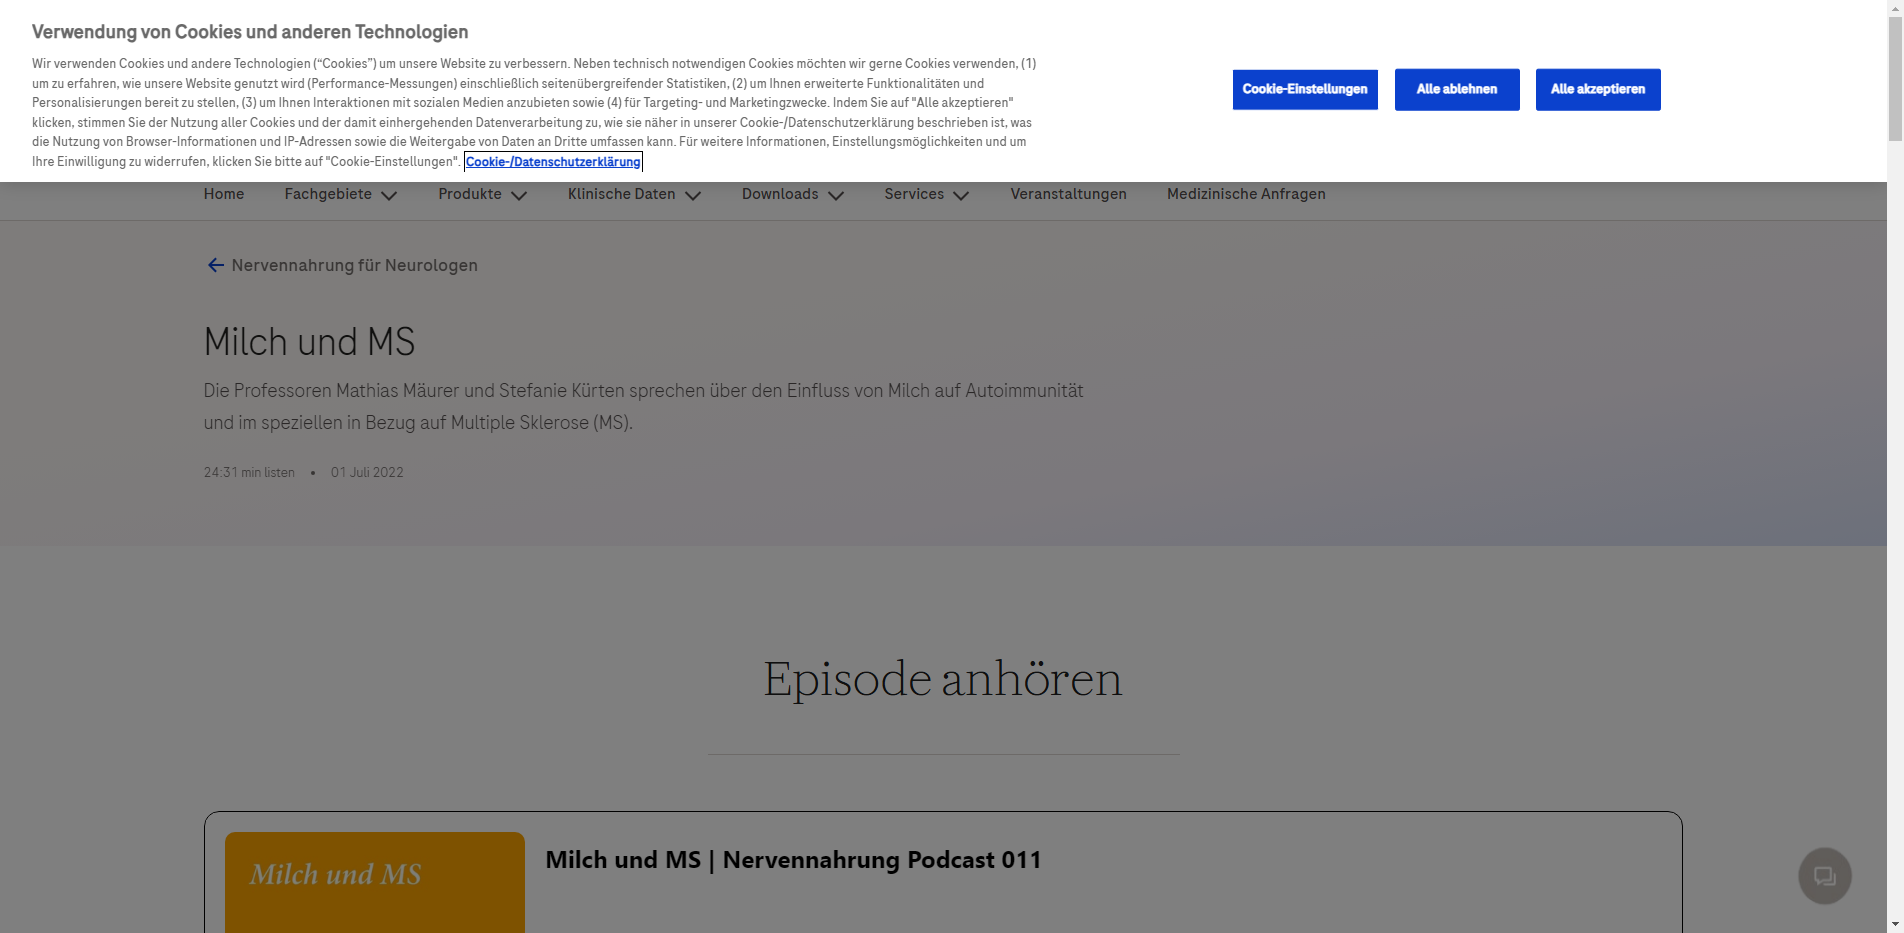 Verwendung von Cookies und anderen Technologien
Wir verwenden Cookies und andere Technologien (“Cookies”) um unsere Website zu verbessern. Neben technisch notwendigen Cookies möchten wir gerne Cookies verwenden, (1)
um zu erfahren, wie unsere Website genutzt wird (Performance-Messungen) einschließlich seitenübergreifender Statistiken, (2) um Ihnen erweiterte Funktionalitäten und
Personalisierungen bereit zu stellen, (3) um Ihnen Interaktionen mit sozialen Medien anzubieten sowie (4) für Targeting- und Marketingzwecke. Indem Sie auf "Alle akzeptieren"
klicken, stimmen Sie der Nutzung aller Cookies und der damit einhergehenden Datenverarbeitung zu, wie sie näher in unserer Cookie-/Datenschutzerklärung beschrieben ist, was
die Nutzung von Browser-Informationen und IP-Adressen sowie die Weitergabe von Daten an Dritte umfassen kann. Für weitere Informationen, Einstellungsmöglichkeiten und um
Ihre Einwilligung zu widerrufen, klicken Sie bitte auf "Cookie-Einstellungen". Cookie-/Datenschutzerklärung
Cookie-Einstellungen
Alle ablehnen
Alle akzeptieren
Home Fachgebiete Produkte Klinische Daten Downloads Services Veranstaltungen Medizinische Anfragen
Nervennahrung für Neurologen
Milch und MS
Die Professoren Mathias Mäurer und Stefanie Kürten sprechen über den Einfluss von Milch auf Autoimmunität
und im speziellen in Bezug auf Multiple Sklerose (MS).
24:31 min listen • 01 Juli 2022
Episode anhören
Milch und MS
Milch und MS | Nervennahrung Podcast 011